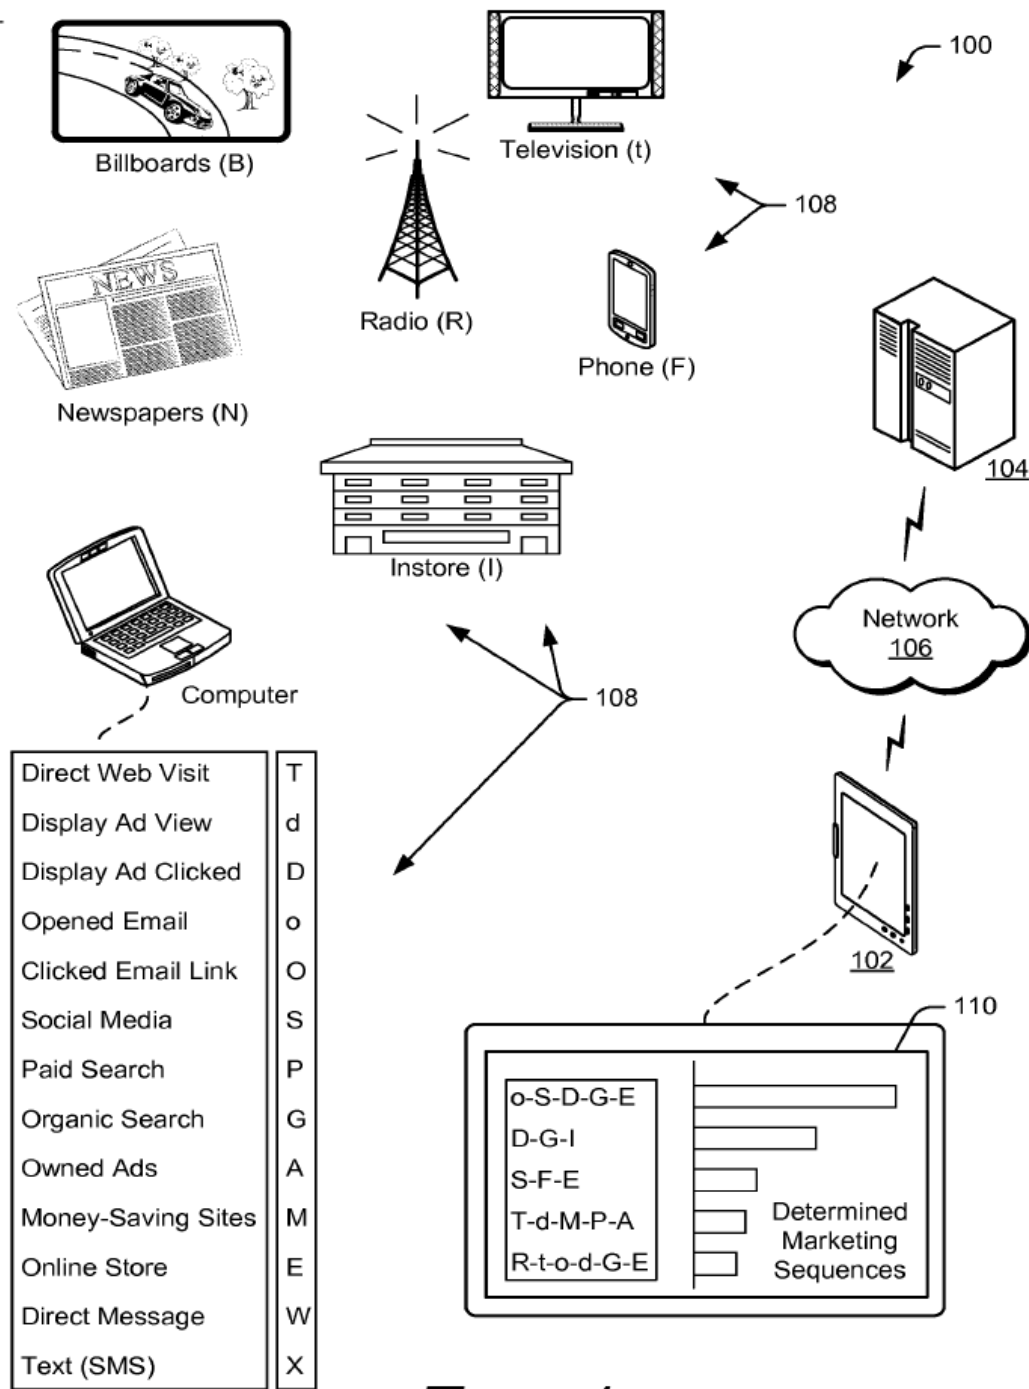 100
Billboards (B)
Television (t)
108
NEWS
Radio (R)
Phone (F)
Newspapers (N)
104
Instore (I)
Network
106
Computer
108
Direct Web Visit T
Display Ad View d
Display Ad Clicked D
Opened Email o
Clicked Email Link O
Social Media S
Paid Search P
Organic Search G
Owned Ads A
Money-Saving Sites M
Online Store E
Direct Message W
Text (SMS) X
102
110
o-S-D-G-E
D-G-I
S-F-E
T-d-M-P-A
R-t-o-d-G-E
Determined
Marketing
Sequences